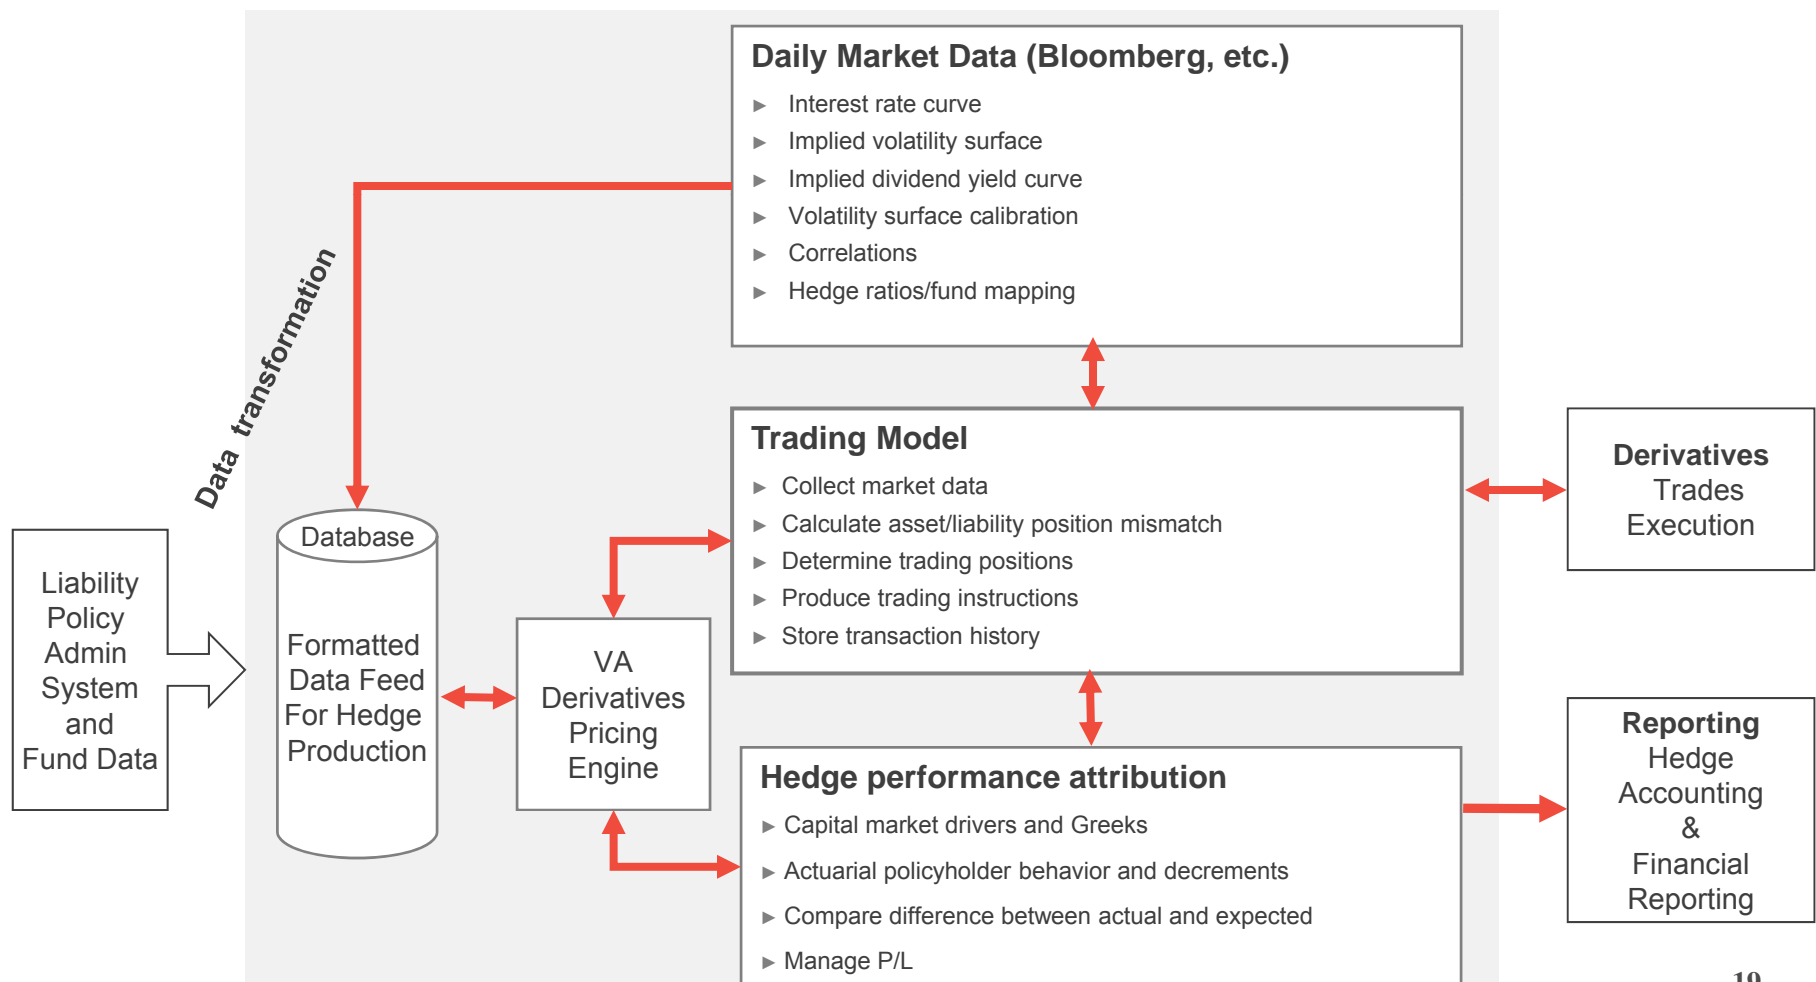 Daily Market Data (Bloomberg, etc.)
► Interest rate curve
► Implied volatility surface
► Implied dividend yield curve
► Volatility surface calibration
► Correlations
► Hedge ratios/fund mapping
Data transformation
Trading Model
► Collect market data
► Calculate asset/liability position mismatch
► Determine trading positions
► Produce trading instructions
► Store transaction history
Derivatives
Trades
Execution
Liability
Policy
Admin
System
and
Fund Data
Database
Formatted
Data Feed
For Hedge
Production
VA
Derivatives
Pricing
Engine
Hedge performance attribution
► Capital market drivers and Greeks
► Actuarial policyholder behavior and decrements
► Compare difference between actual and expected
► Manage P/L
Reporting
Hedge
Accounting
&
Financial
Reporting
19